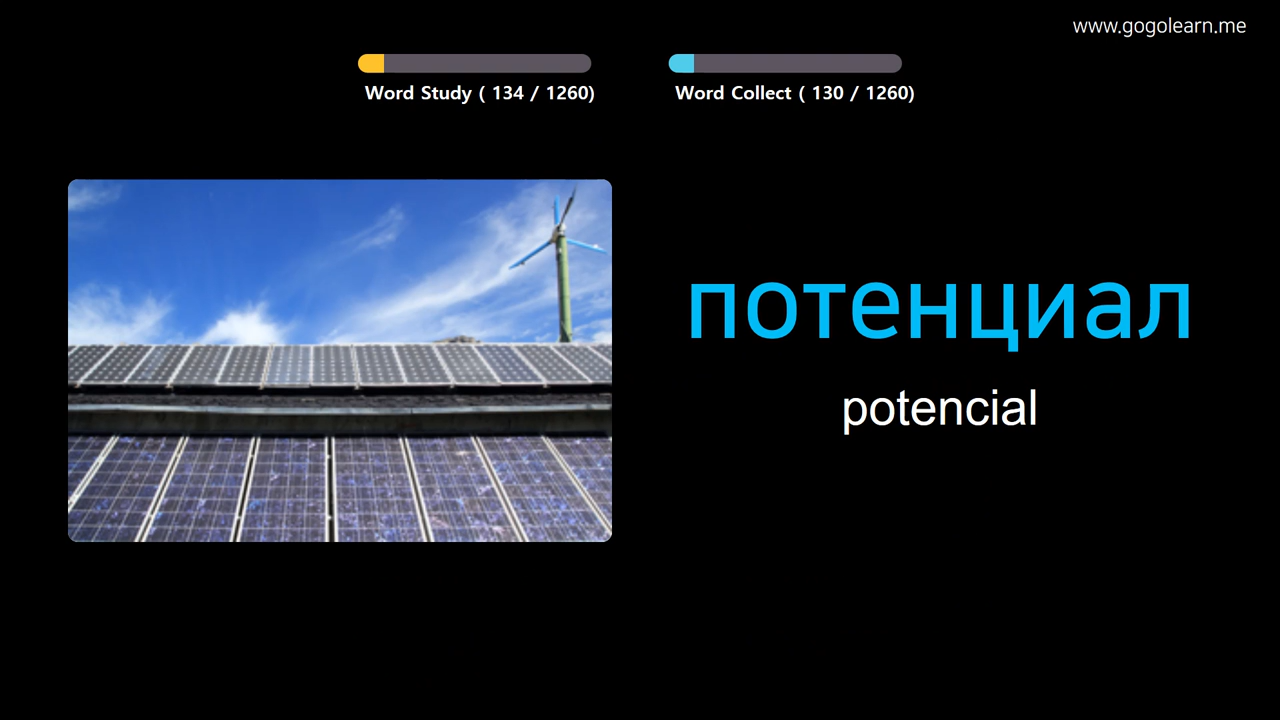 www.gogolearn.me
Word Study ( 134 / 1260)
Word Collect ( 130 / 1260)
потенциал
potencial